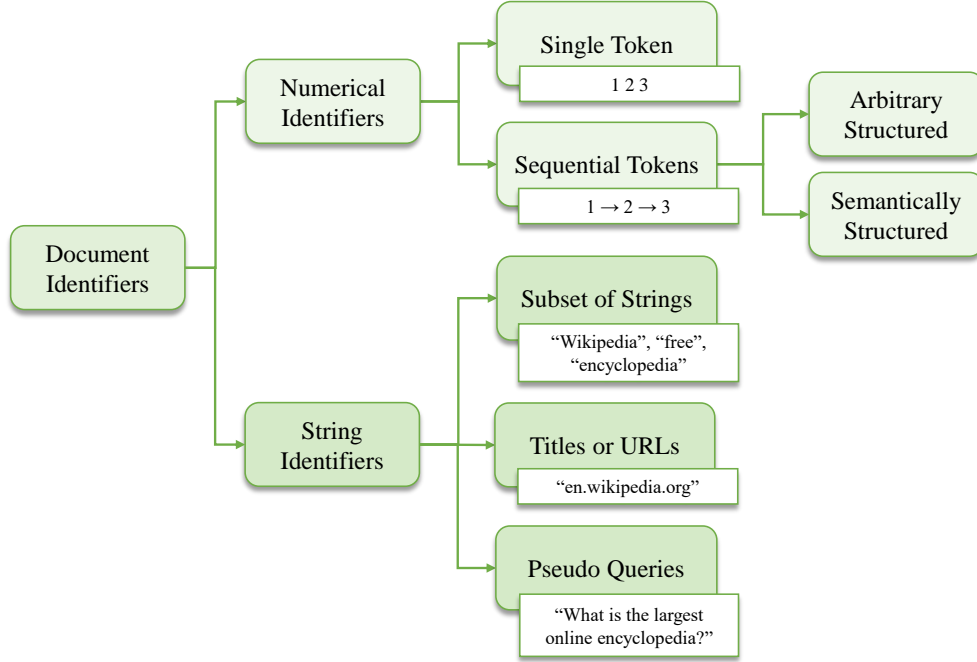 Document
Identifiers
Numerical
Identifiers
Single Token
1 2 3
Sequential Tokens
1 → 2 → 3
Arbitrary
Structured
Semantically
Structured
String
Identifiers
Subset of Strings
“Wikipedia”, “free”,
“encyclopedia”
Titles or URLs
“en.wikipedia.org”
Pseudo Queries
“What is the largest
online encyclopedia?”